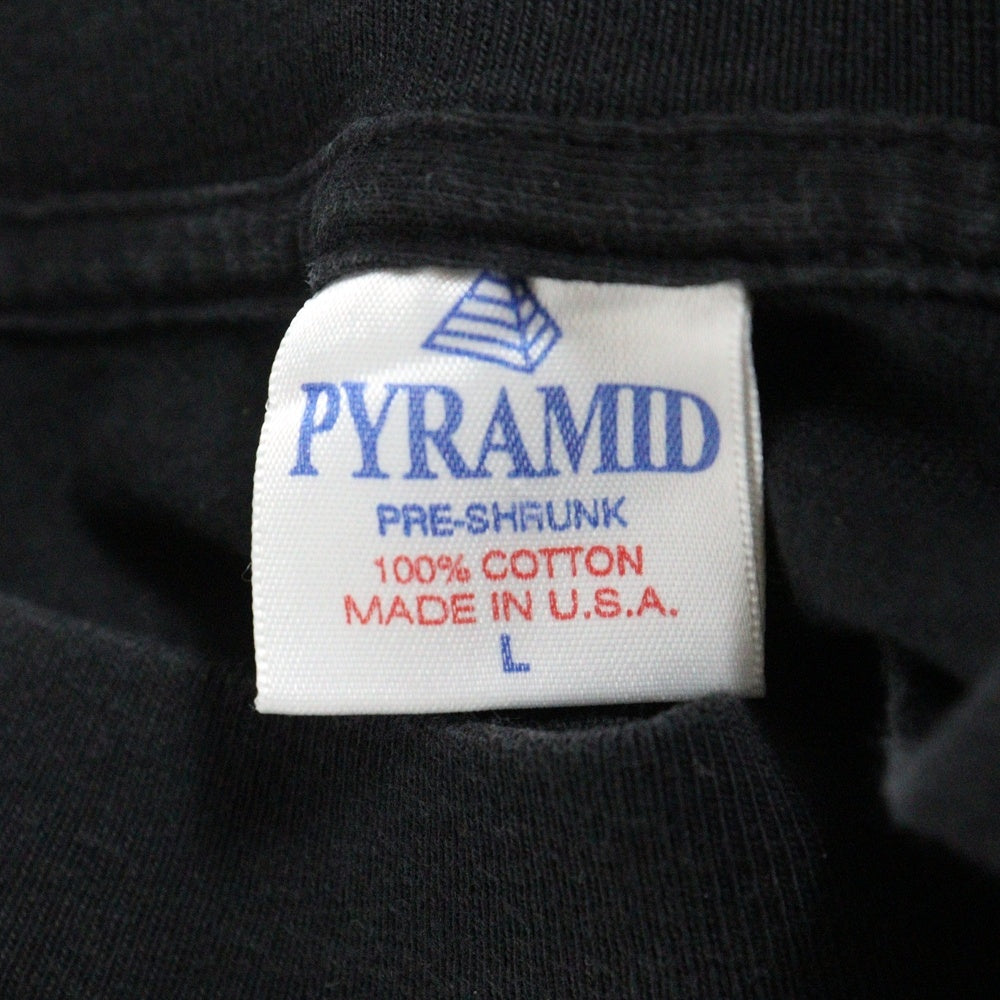 PYRAMID
PRE-SHRUNK
100% COTTON
MADE IN U.S.A.
L